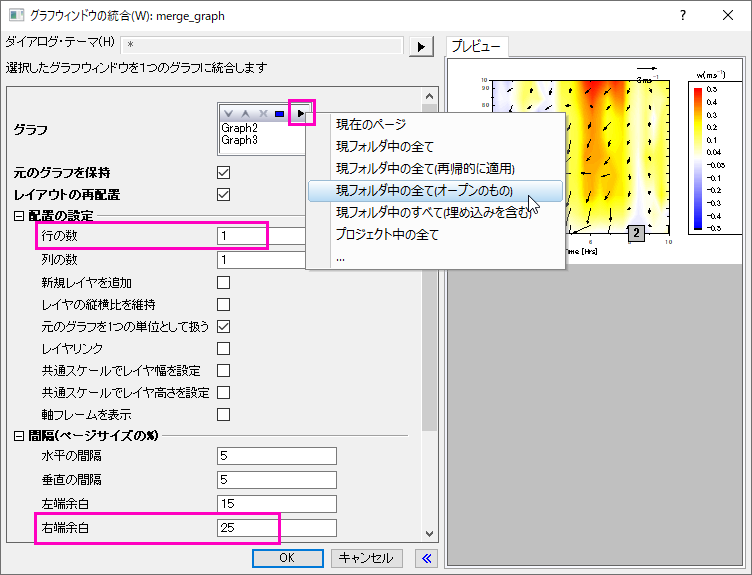 グラフウィンドウの統合(W): merge_graph
ダイアログ・テーマ(H) *
選択したグラフウィンドウを1つのグラフに統合します
グラフ
Graph2
Graph3
現在のページ
現フォルダ中の全て
現フォルダ中の全て(再帰的に適用)
現フォルダ中の全て(オープンのもの)
現フォルダ中のすべて(埋め込みを含む)
プロジェクト中の全て
...
元のグラフを保持
レイアウトの再配置
配置の設定
行の数 1
列の数 1
新規レイヤを追加
レイヤの縦横比を維持
元のグラフを1つの単位として扱う
レイヤリンク
共通スケールでレイヤ幅を設定
共通スケールでレイヤ高さを設定
軸フレームを表示
間隔(ページサイズの%)
水平の間隔 5
垂直の間隔 5
左端余白 15
右端余白 25
OK キャンセル
プレビュー
w(m s⁻¹)
10
90
80
0.5
0.4
0.3
0.2
0.1
0.05
-0.05
-0.1
-0.2
-0.3
-0.4
-0.5
2
6 8 10
Time [Hrs]